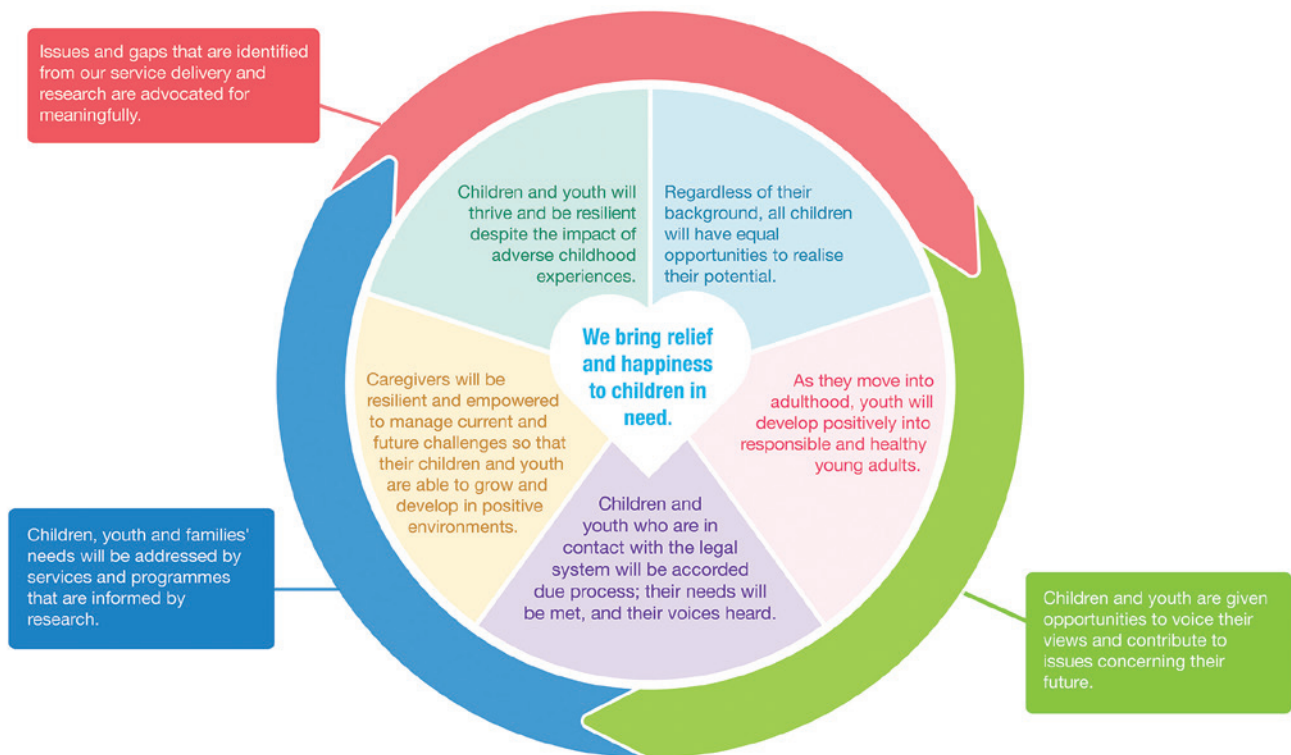 Issues and gaps that are identified
from our service delivery and
research are advocated for
meaningfully.
Children and youth will
thrive and be resilient
despite the impact of
adverse childhood
experiences.
Regardless of their
background, all children
will have equal
opportunities to realise
their potential.
We bring relief
and happiness
to children in
need.
Caregivers will be
resilient and empowered
to manage current and
future challenges so that
their children and youth
are able to grow and
develop in positive
environments.
As they move into
adulthood, youth will
develop positively into
responsible and healthy
young adults.
Children and
youth who are in
contact with the legal
system will be accorded
due process; their needs will
be met, and their voices heard.
Children, youth and families'
needs will be addressed by
services and programmes
that are informed by
research.
Children and youth are given
opportunities to voice their
views and contribute to
issues concerning their
future.